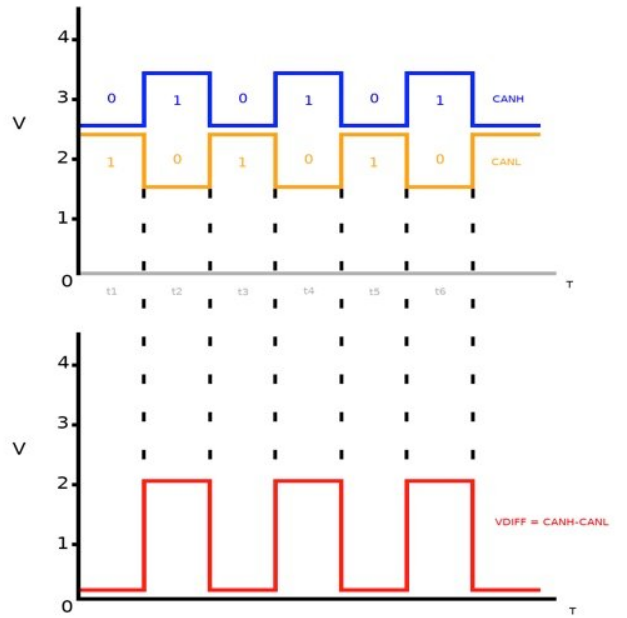 4
3
0 1 0 1 0 1 CANH
V
2
1 0 1 0 1 0 CANL
1
0
t1 t2 t3 t4 t5 t6
T
4
3
V
2
VDIFF = CANH-CANL
1
0
T